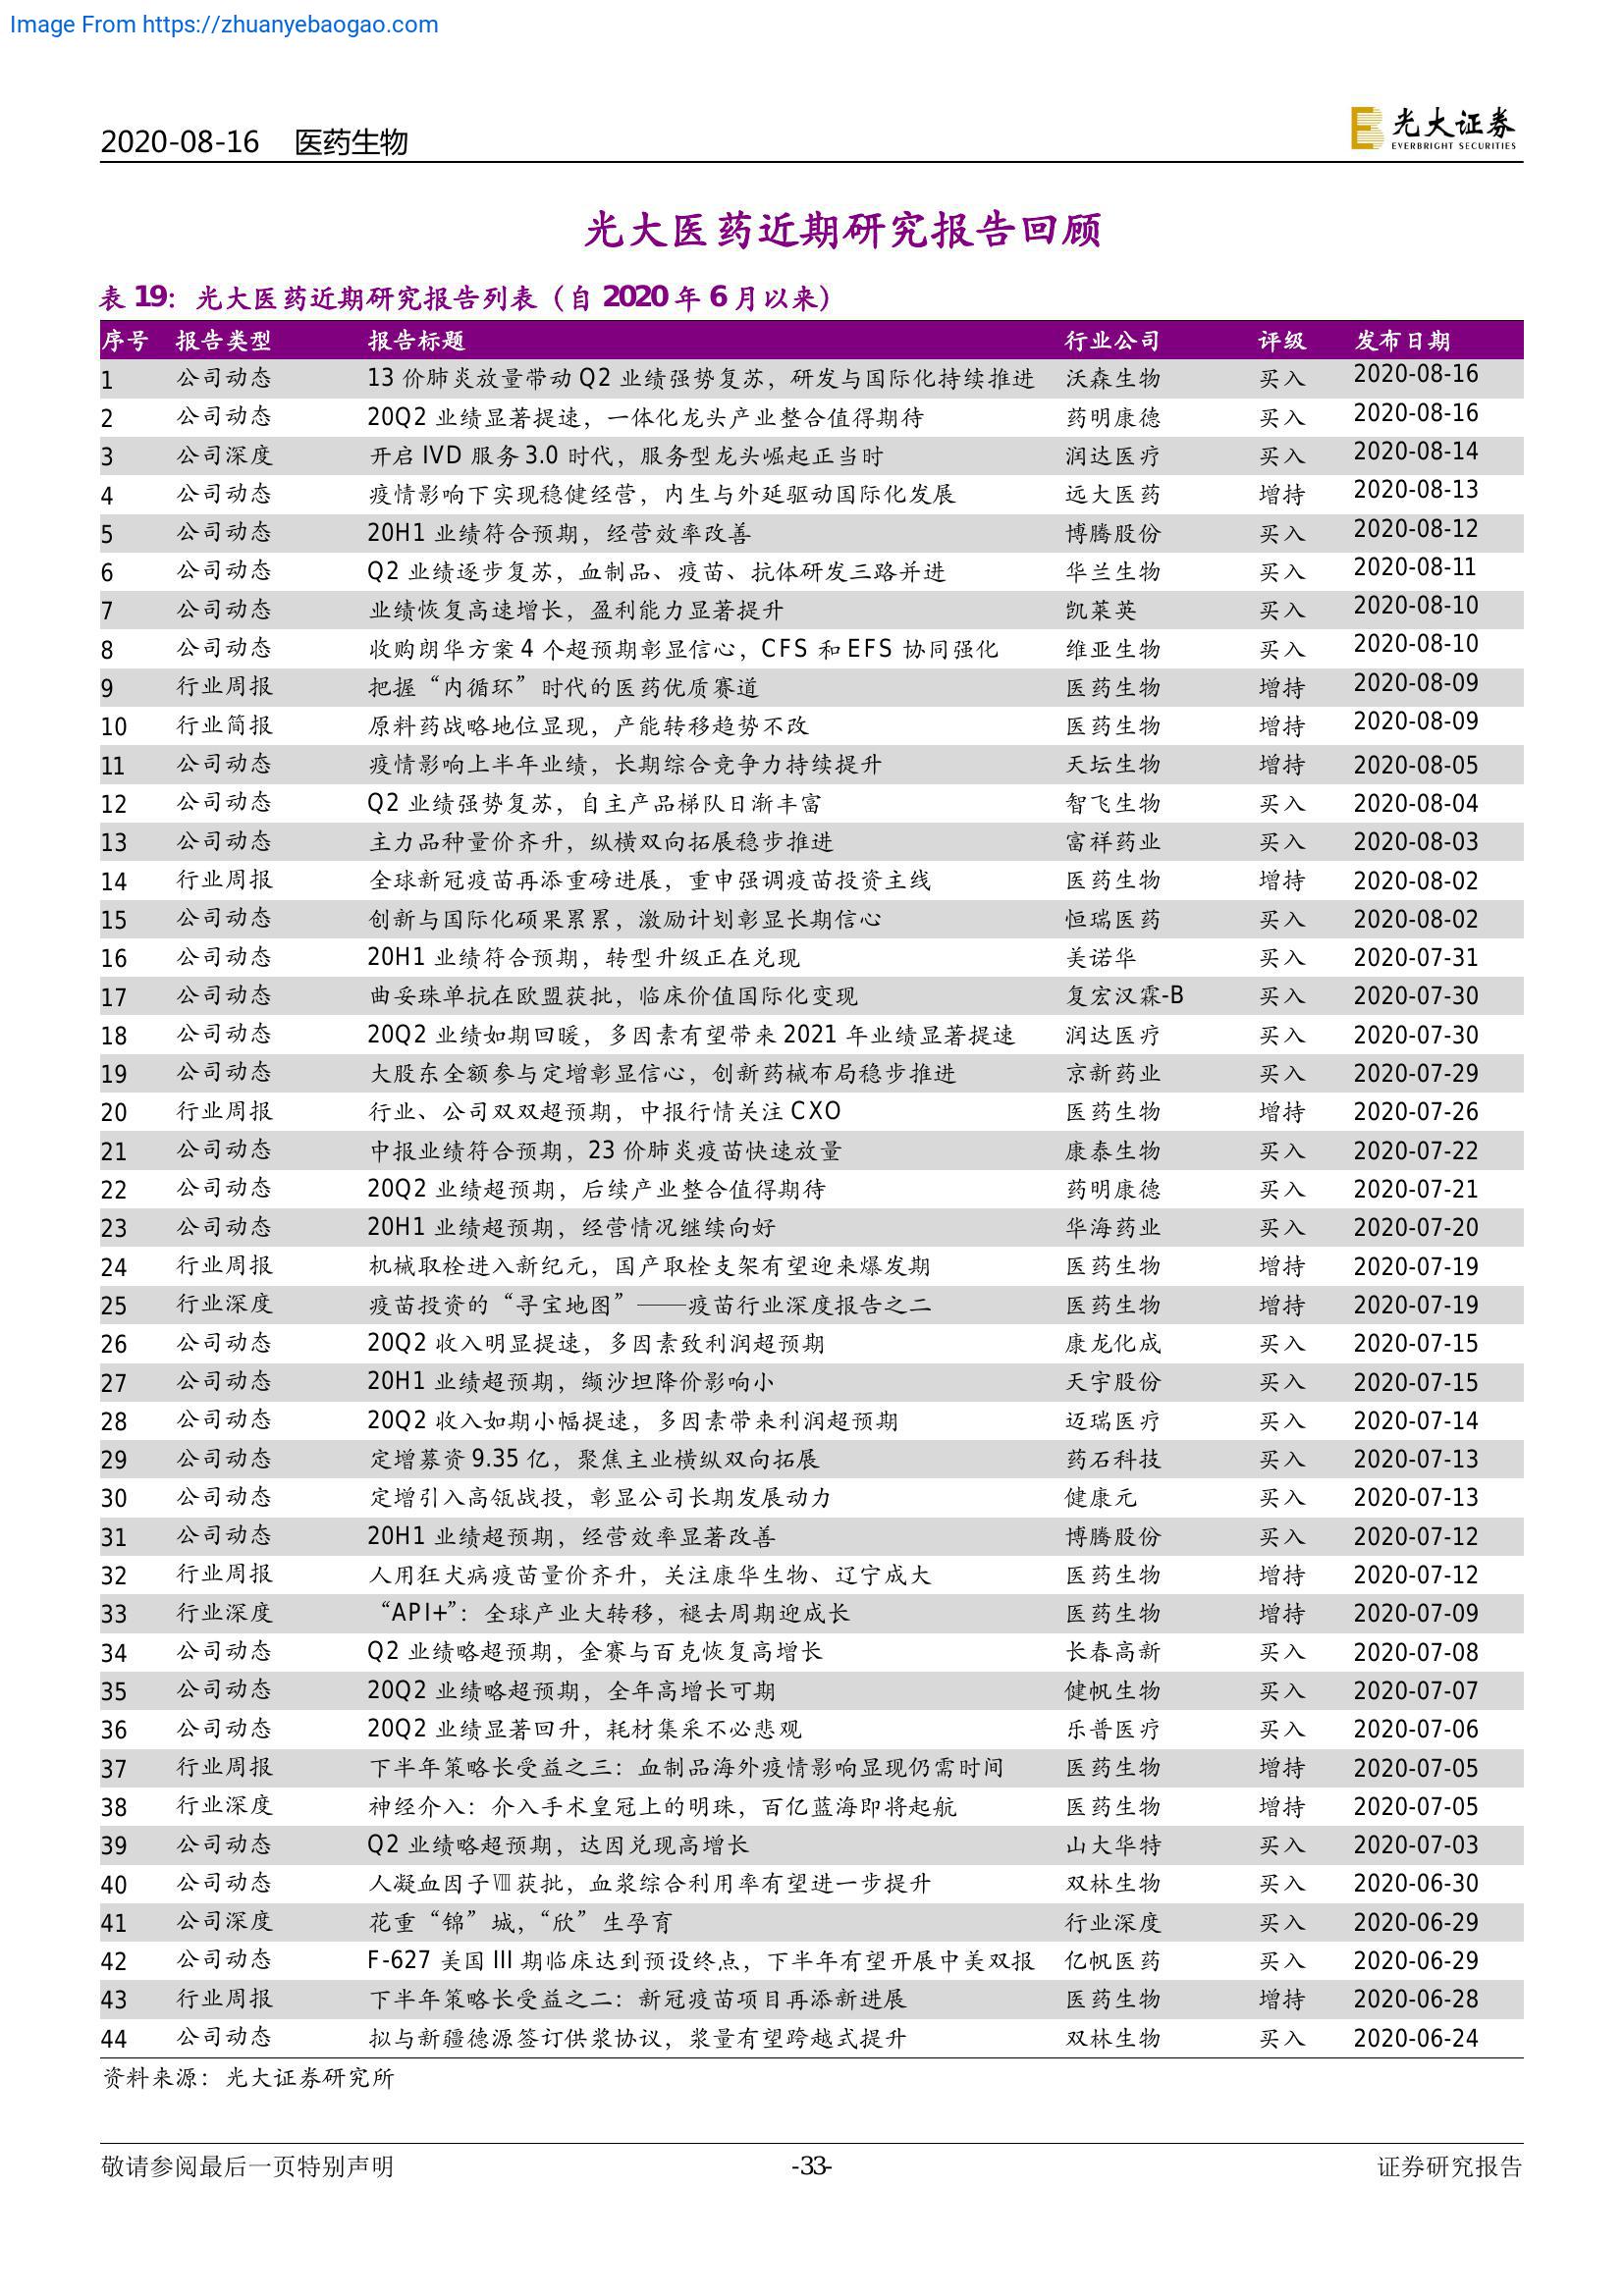 Image From https://zhuanyebaogao.com
2020-08-16 医药生物
光大证券
EVERBRIGHT SECURITIES
光大医药近期研究报告回顾
表 19：光大医药近期研究报告列表（自 2020 年 6 月以来）
序号 报告类型 报告标题 行业公司 评级 发布日期
1 公司动态 13 价肺炎放量带动 Q2 业绩强势复苏，研发与国际化持续推进 沃森生物 买入 2020-08-16
2 公司动态 20Q2 业绩显著提速，一体化龙头产业整合值得期待 药明康德 买入 2020-08-16
3 公司深度 开启 IVD 服务 3.0 时代，服务型龙头崛起正当时 润达医疗 买入 2020-08-14
4 公司动态 疫情影响下实现稳健经营，内生与外延驱动国际化发展 远大医药 增持 2020-08-13
5 公司动态 20H1 业绩符合预期，经营效率改善 博腾股份 买入 2020-08-12
6 公司动态 Q2 业绩逐步复苏，血制品、疫苗、抗体研发三路并进 华兰生物 买入 2020-08-11
7 公司动态 业绩恢复高速增长，盈利能力显著提升 凯莱英 买入 2020-08-10
8 公司动态 收购朗华方案 4 个超预期彰显信心，CFS 和 EFS 协同强化 维亚生物 买入 2020-08-10
9 行业周报 把握“内循环”时代的医药优质赛道 医药生物 增持 2020-08-09
10 行业简报 原料药战略地位显现，产能转移趋势不改 医药生物 增持 2020-08-09
11 公司动态 疫情影响上半年业绩，长期综合竞争力持续提升 天坛生物 增持 2020-08-05
12 公司动态 Q2 业绩强势复苏，自主产品梯队日渐丰富 智飞生物 买入 2020-08-04
13 公司动态 主力品种量价齐升，纵横双向拓展稳步推进 富祥药业 买入 2020-08-03
14 行业周报 全球新冠疫苗再添重磅进展，重申强调疫苗投资主线 医药生物 增持 2020-08-02
15 公司动态 创新与国际化硕果累累，激励计划彰显长期信心 恒瑞医药 买入 2020-08-02
16 公司动态 20H1 业绩符合预期，转型升级正在兑现 美诺华 买入 2020-07-31
17 公司动态 曲妥珠单抗在欧盟获批，临床价值国际化变现 复宏汉霖-B 买入 2020-07-30
18 公司动态 20Q2 业绩如期回暖，多因素有望带来 2021 年业绩显著提速 润达医疗 买入 2020-07-30
19 公司动态 大股东全额参与定增彰显信心，创新药械布局稳步推进 京新药业 买入 2020-07-29
20 行业周报 行业、公司双双超预期，中报行情关注 CXO 医药生物 增持 2020-07-26
21 公司动态 中报业绩符合预期，23 价肺炎疫苗快速放量 康泰生物 买入 2020-07-22
22 公司动态 20Q2 业绩超预期，后续产业整合值得期待 药明康德 买入 2020-07-21
23 公司动态 20H1 业绩超预期，经营情况继续向好 华海药业 买入 2020-07-20
24 行业周报 机械取栓进入新纪元，国产取栓支架有望迎来爆发期 医药生物 增持 2020-07-19
25 行业深度 疫苗投资的“寻宝地图”——疫苗行业深度报告之二 医药生物 增持 2020-07-19
26 公司动态 20Q2 收入明显提速，多因素致利润超预期 康龙化成 买入 2020-07-15
27 公司动态 20H1 业绩超预期，缬沙坦降价影响小 天宇股份 买入 2020-07-15
28 公司动态 20Q2 收入如期小幅提速，多因素带来利润超预期 迈瑞医疗 买入 2020-07-14
29 公司动态 定增募资 9.35 亿，聚焦主业横纵双向拓展 药石科技 买入 2020-07-13
30 公司动态 定增引入高瓴战投，彰显公司长期发展动力 健康元 买入 2020-07-13
31 公司动态 20H1 业绩超预期，经营效率显著改善 博腾股份 买入 2020-07-12
32 行业周报 人用狂犬病疫苗量价齐升，关注康华生物、辽宁成大 医药生物 增持 2020-07-12
33 行业深度 “API+”：全球产业大转移，褪去周期迎成长 医药生物 增持 2020-07-09
34 公司动态 Q2 业绩略超预期，金赛与百克恢复高增长 长春高新 买入 2020-07-08
35 公司动态 20Q2 业绩略超预期，全年高增长可期 健帆生物 买入 2020-07-07
36 公司动态 20Q2 业绩显著回升，耗材集采不必悲观 乐普医疗 买入 2020-07-06
37 行业周报 下半年策略长受益之三：血制品海外疫情影响显现仍需时间 医药生物 增持 2020-07-05
38 行业深度 神经介入：介入手术皇冠上的明珠，百亿蓝海即将起航 医药生物 增持 2020-07-05
39 公司动态 Q2 业绩略超预期，达因兑现高增长 山大华特 买入 2020-07-03
40 公司动态 人凝血因子Ⅷ获批，血浆综合利用率有望进一步提升 双林生物 买入 2020-06-30
41 公司深度 花重“锦”城，“欣”生孕育 行业深度 买入 2020-06-29
42 公司动态 F-627 美国 III 期临床达到预设终点，下半年有望开展中美双报 亿帆医药 买入 2020-06-29
43 行业周报 下半年策略长受益之二：新冠疫苗项目再添新进展 医药生物 增持 2020-06-28
44 公司动态 拟与新疆德源签订供浆协议，浆量有望跨越式提升 双林生物 买入 2020-06-24
资料来源：光大证券研究所
敬请参阅最后一页特别声明 -33- 证券研究报告